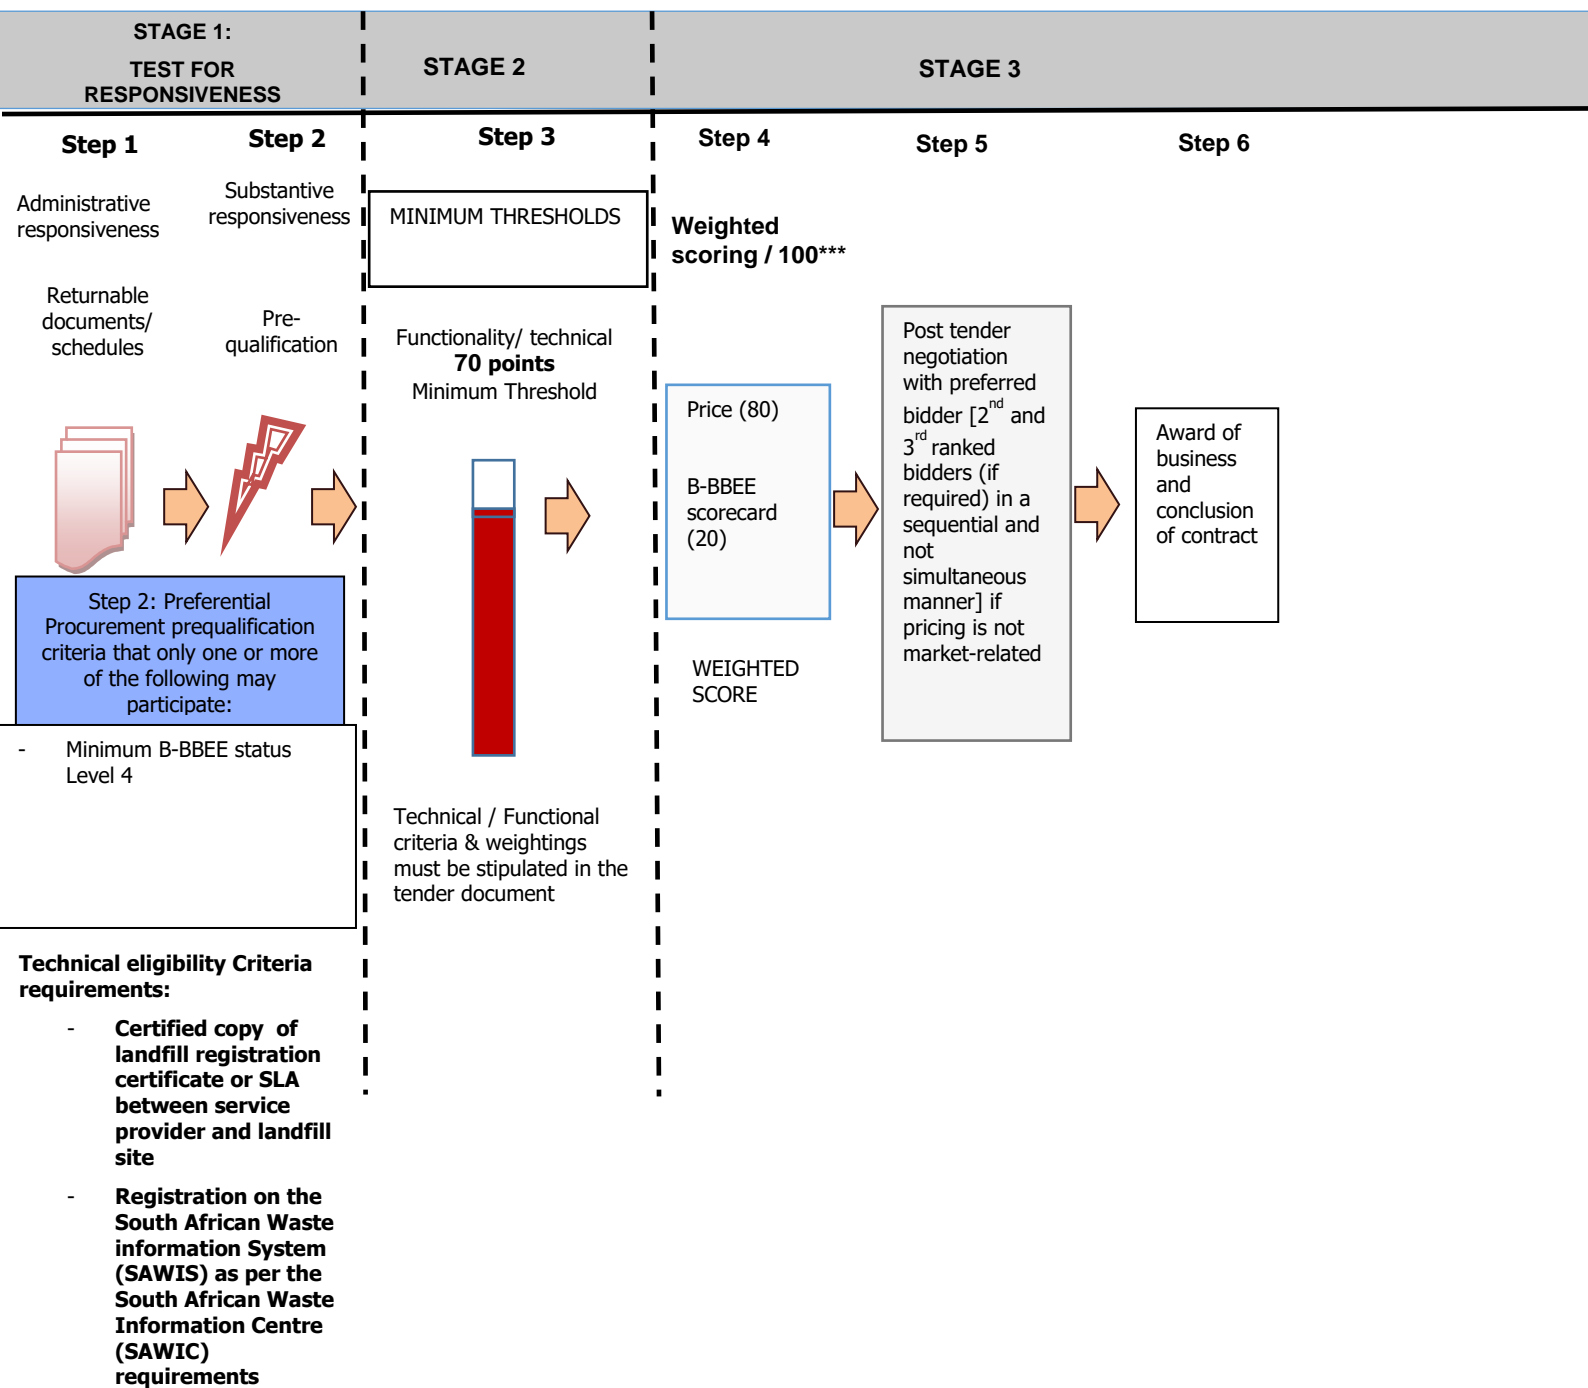 STAGE 1:
TEST FOR
RESPONSIVENESS
STAGE 2
STAGE 3
Step 1
Step 2
Step 3
Step 4
Step 5
Step 6
Administrative
responsiveness
Returnable
documents/
schedules
Substantive
responsiveness
Pre-
qualification
Step 2: Preferential
Procurement prequalification
criteria that only one or more
of the following may
participate:
- Minimum B-BBEE status
Level 4
Technical eligibility Criteria
requirements:
- Certified copy of
landfill registration
certificate or SLA
between service
provider and landfill
site
- Registration on the
South African Waste
information System
(SAWIS) as per the
South African Waste
Information Centre
(SAWIC)
requirements
MINIMUM THRESHOLDS
Functionality/ technical
70 points
Minimum Threshold
Technical / Functional
criteria & weightings
must be stipulated in the
tender document
Weighted
scoring / 100***
Price (80)
B-BBEE
scorecard
(20)
WEIGHTED
SCORE
Post tender
negotiation
with preferred
bidder [2nd and
3rd ranked
bidders (if
required) in a
sequential and
not
simultaneous
manner] if
pricing is not
market-related
Award of
business
and
conclusion
of contract